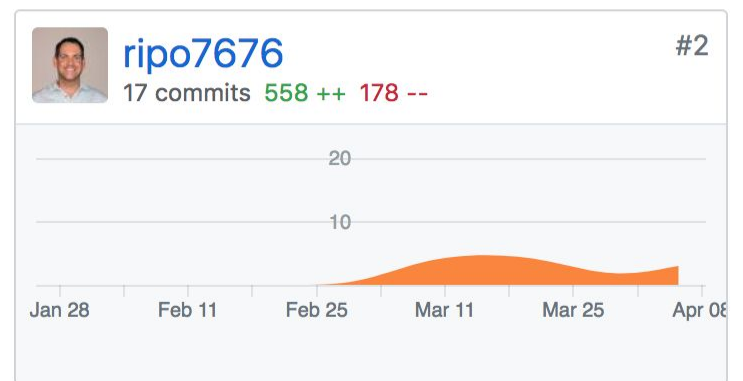 ripo7676
#2
17 commits 558 ++ 178 --
20
10
Jan 28 Feb 11 Feb 25 Mar 11 Mar 25 Apr 08